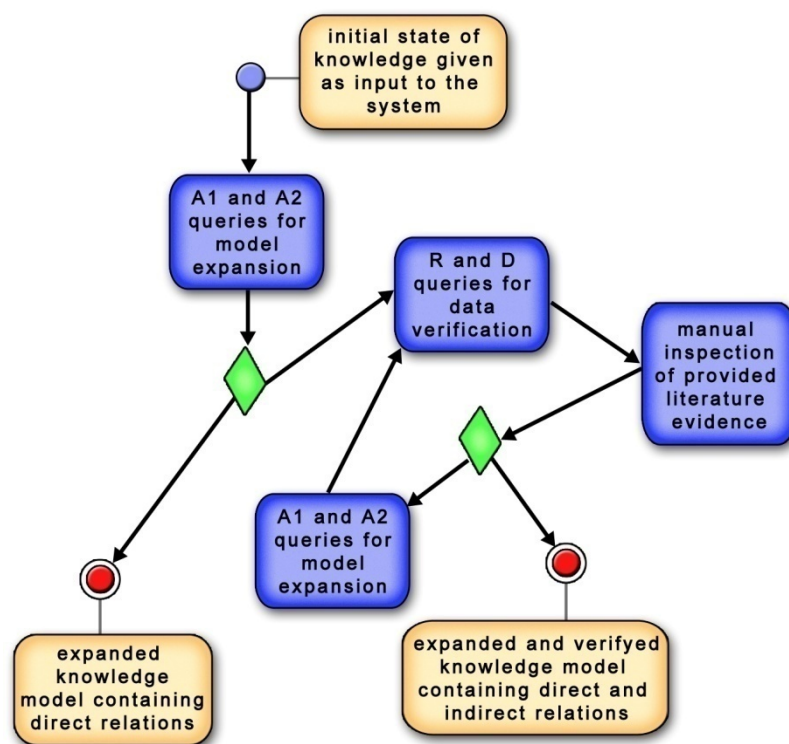 initial state of
knowledge given
as input to the
system
A1 and A2
queries for
model
expansion
R and D
queries for
data
verification
manual
inspection
of provided
literature
evidence
A1 and A2
queries for
model
expansion
expanded
knowledge
model containing
direct relations
expanded and verifyed
knowledge model
containing direct and
indirect relations